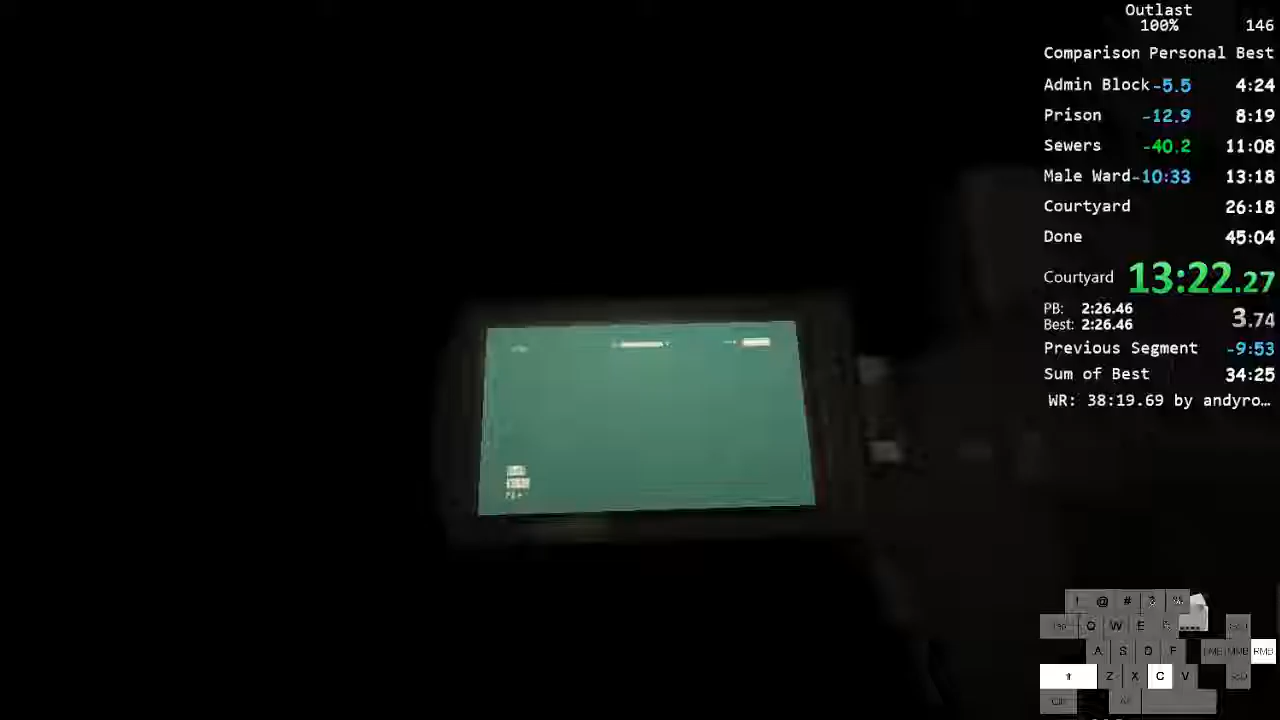 Outlast
100% 146
Comparison Personal Best
Admin Block -5.5 4:24
Prison -12.9 8:19
Sewers -40.2 11:08
Male Ward -10:33 13:18
Courtyard 26:18
Done 45:04
Courtyard 13:22.27
PB: 2:26.46
Best: 2:26.46 3.74
Previous Segment -9:53
Sum of Best 34:25
WR: 38:19.69 by andyro…
! @ # %
Q W E
A S D F MMB RMB
Z X C V